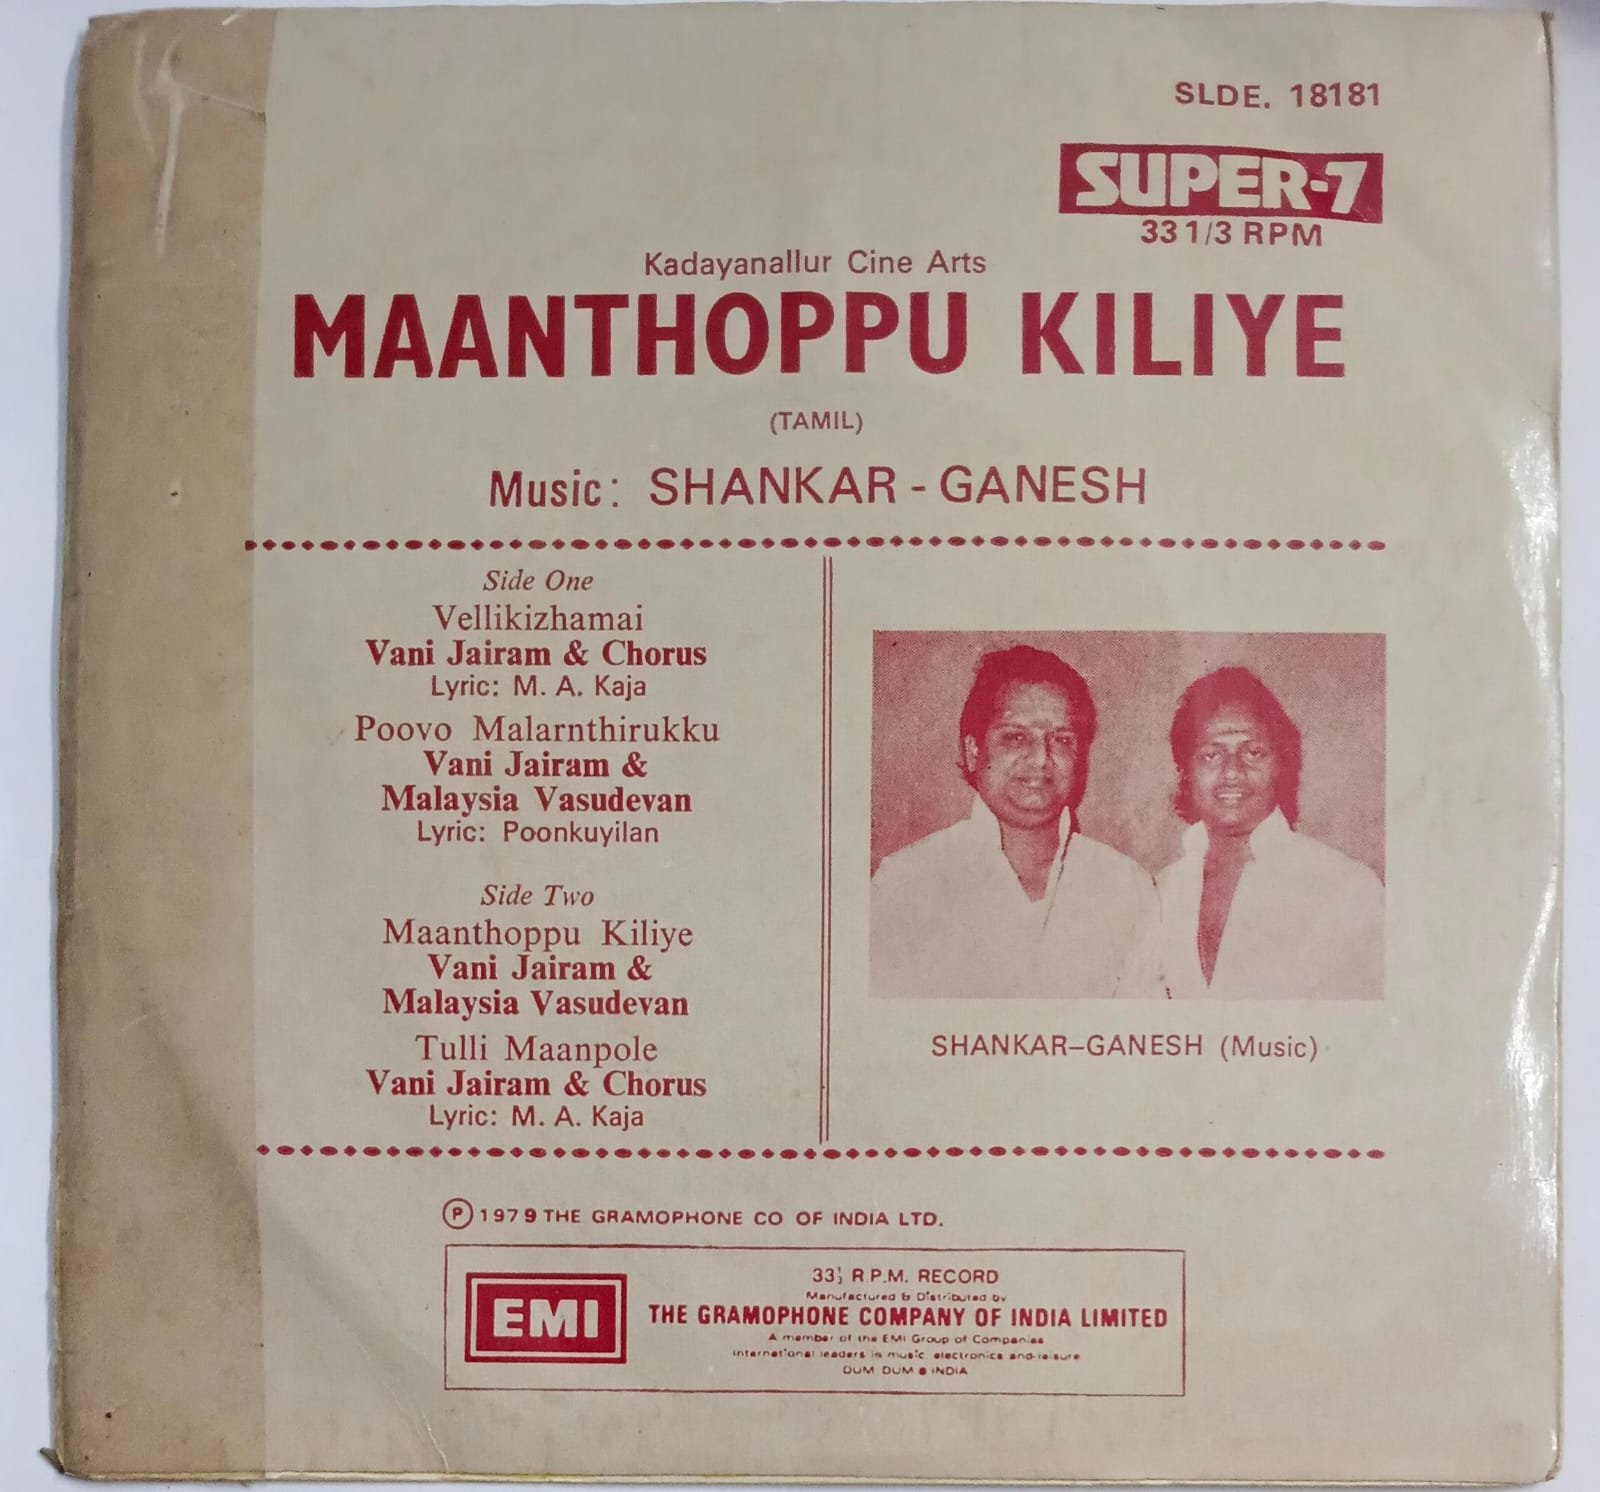 SLDE. 18181
SUPER-7
33 1/3 RPM
Kadayanallur Cine Arts
MAANTHOPPU KILIYE
(TAMIL)
Music: SHANKAR - GANESH
Side One
Vellikizhamai
Vani Jairam & Chorus
Lyric: M. A. Kaja
Poovo Malarnthirukku
Vani Jairam &
Malaysia Vasudevan
Lyric: Poonkuyilan
Side Two
Maanthoppu Kiliye
Vani Jairam &
Malaysia Vasudevan
Tulli Maanpole
Vani Jairam & Chorus
Lyric: M. A. Kaja
SHANKAR–GANESH (Music)
Ⓟ 1979 THE GRAMOPHONE CO OF INDIA LTD.
EMI
33⅓ R.P.M. RECORD
Manufactured & Distributed by
THE GRAMOPHONE COMPANY OF INDIA LIMITED
A member of the EMI Group of Companies
International leaders in music, electronics and leisure
DUM DUM ● INDIA